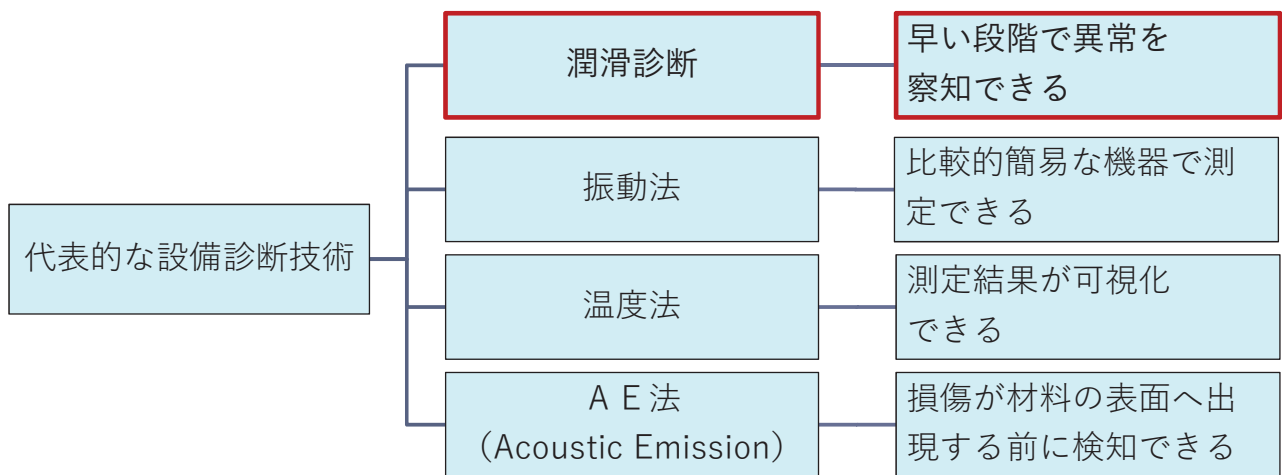 代表的な設備診断技術
潤滑診断
早い段階で異常を
察知できる
振動法
比較的簡易な機器で測
定できる
温度法
測定結果が可視化
できる
ＡＥ法
（Acoustic Emission）
損傷が材料の表面へ出
現する前に検知できる